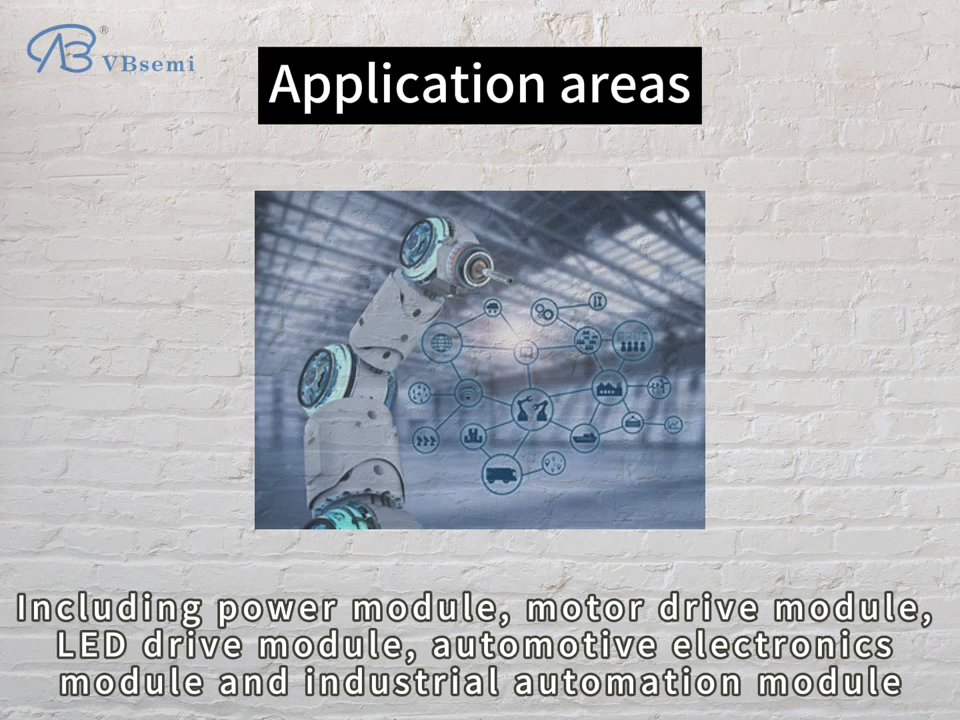 VBsemi
®
Application areas
Including power module, motor drive module,
LED drive module, automotive electronics
module and industrial automation module